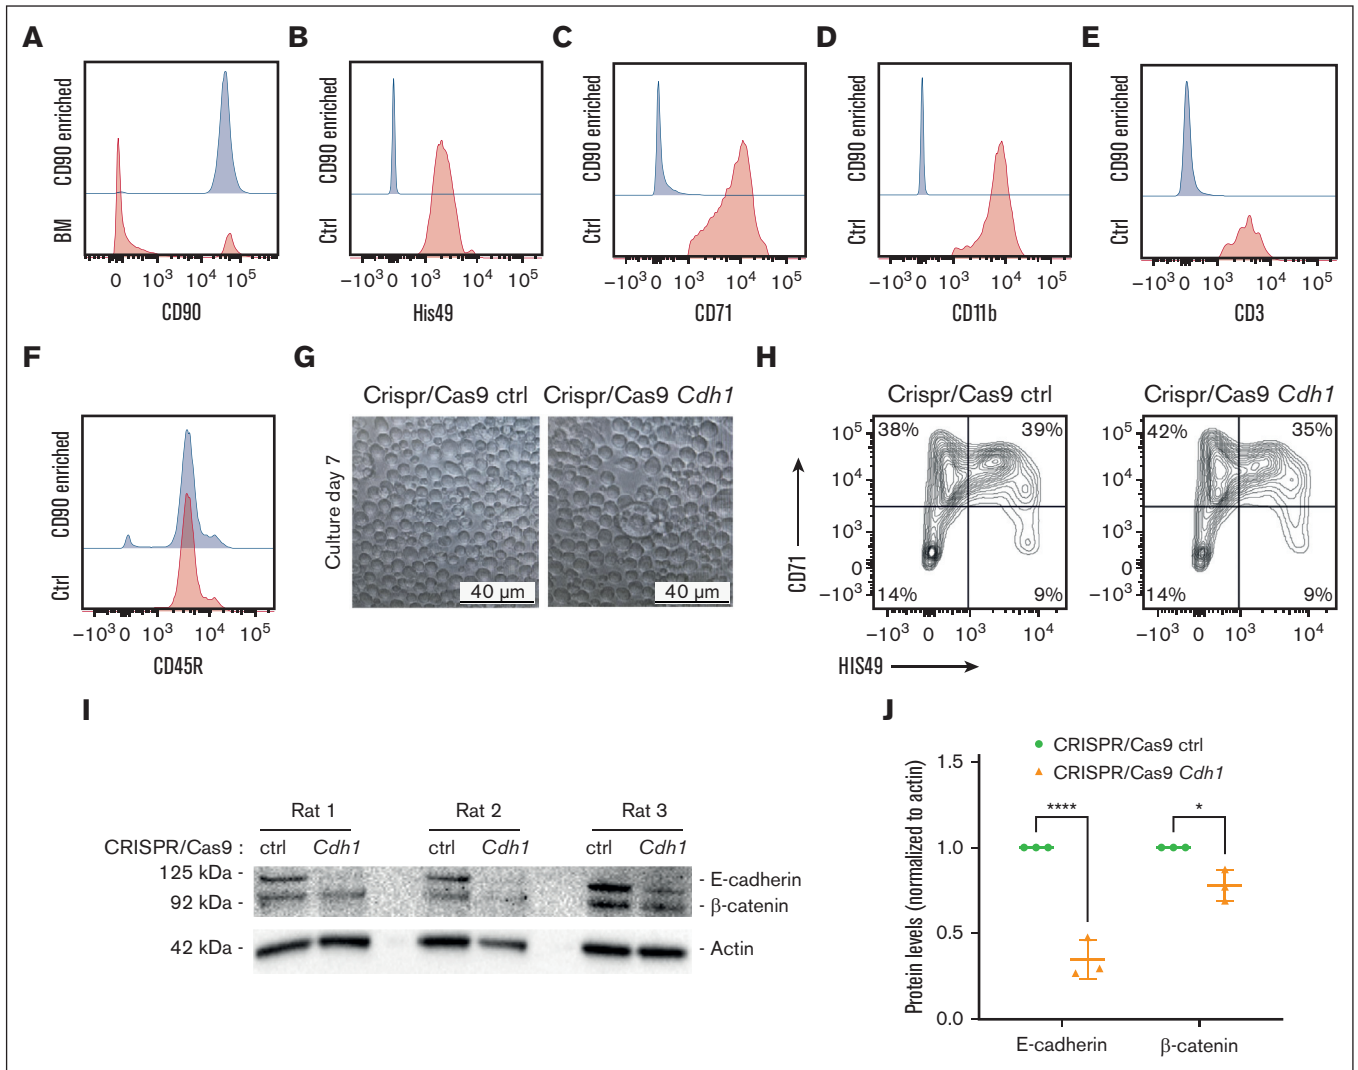 A
B
C
D
E
CD90 enriched
BM
0 10³ 10⁴ 10⁵
CD90
CD90 enriched
Ctrl
−10³ 0 10³ 10⁴ 10⁵
His49
CD90 enriched
Ctrl
−10³ 0 10³ 10⁴ 10⁵
CD71
CD90 enriched
Ctrl
−10³ 0 10³ 10⁴ 10⁵
CD11b
CD90 enriched
Ctrl
−10³ 0 10³ 10⁴ 10⁵
CD3
F
CD90 enriched
Ctrl
−10³ 0 10³ 10⁴ 10⁵
CD45R
G
Crispr/Cas9 ctrl
Crispr/Cas9 Cdh1
Culture day 7
40 µm
40 µm
H
Crispr/Cas9 ctrl
Crispr/Cas9 Cdh1
10⁵
10⁴
10³
0
−10³
38%
39%
14%
9%
−10³ 0 10³ 10⁴
CD71
HIS49
10⁵
10⁴
10³
0
−10³
42%
35%
14%
9%
−10³ 0 10³ 10⁴
I
Rat 1
Rat 2
Rat 3
CRISPR/Cas9 : ctrl Cdh1 ctrl Cdh1 ctrl Cdh1
125 kDa -
- E-cadherin
92 kDa -
- β-catenin
42 kDa -
- Actin
J
CRISPR/Cas9 ctrl
CRISPR/Cas9 Cdh1
Protein levels (normalized to actin)
1.5
1.0
0.5
0.0
****
*
E-cadherin
β-catenin